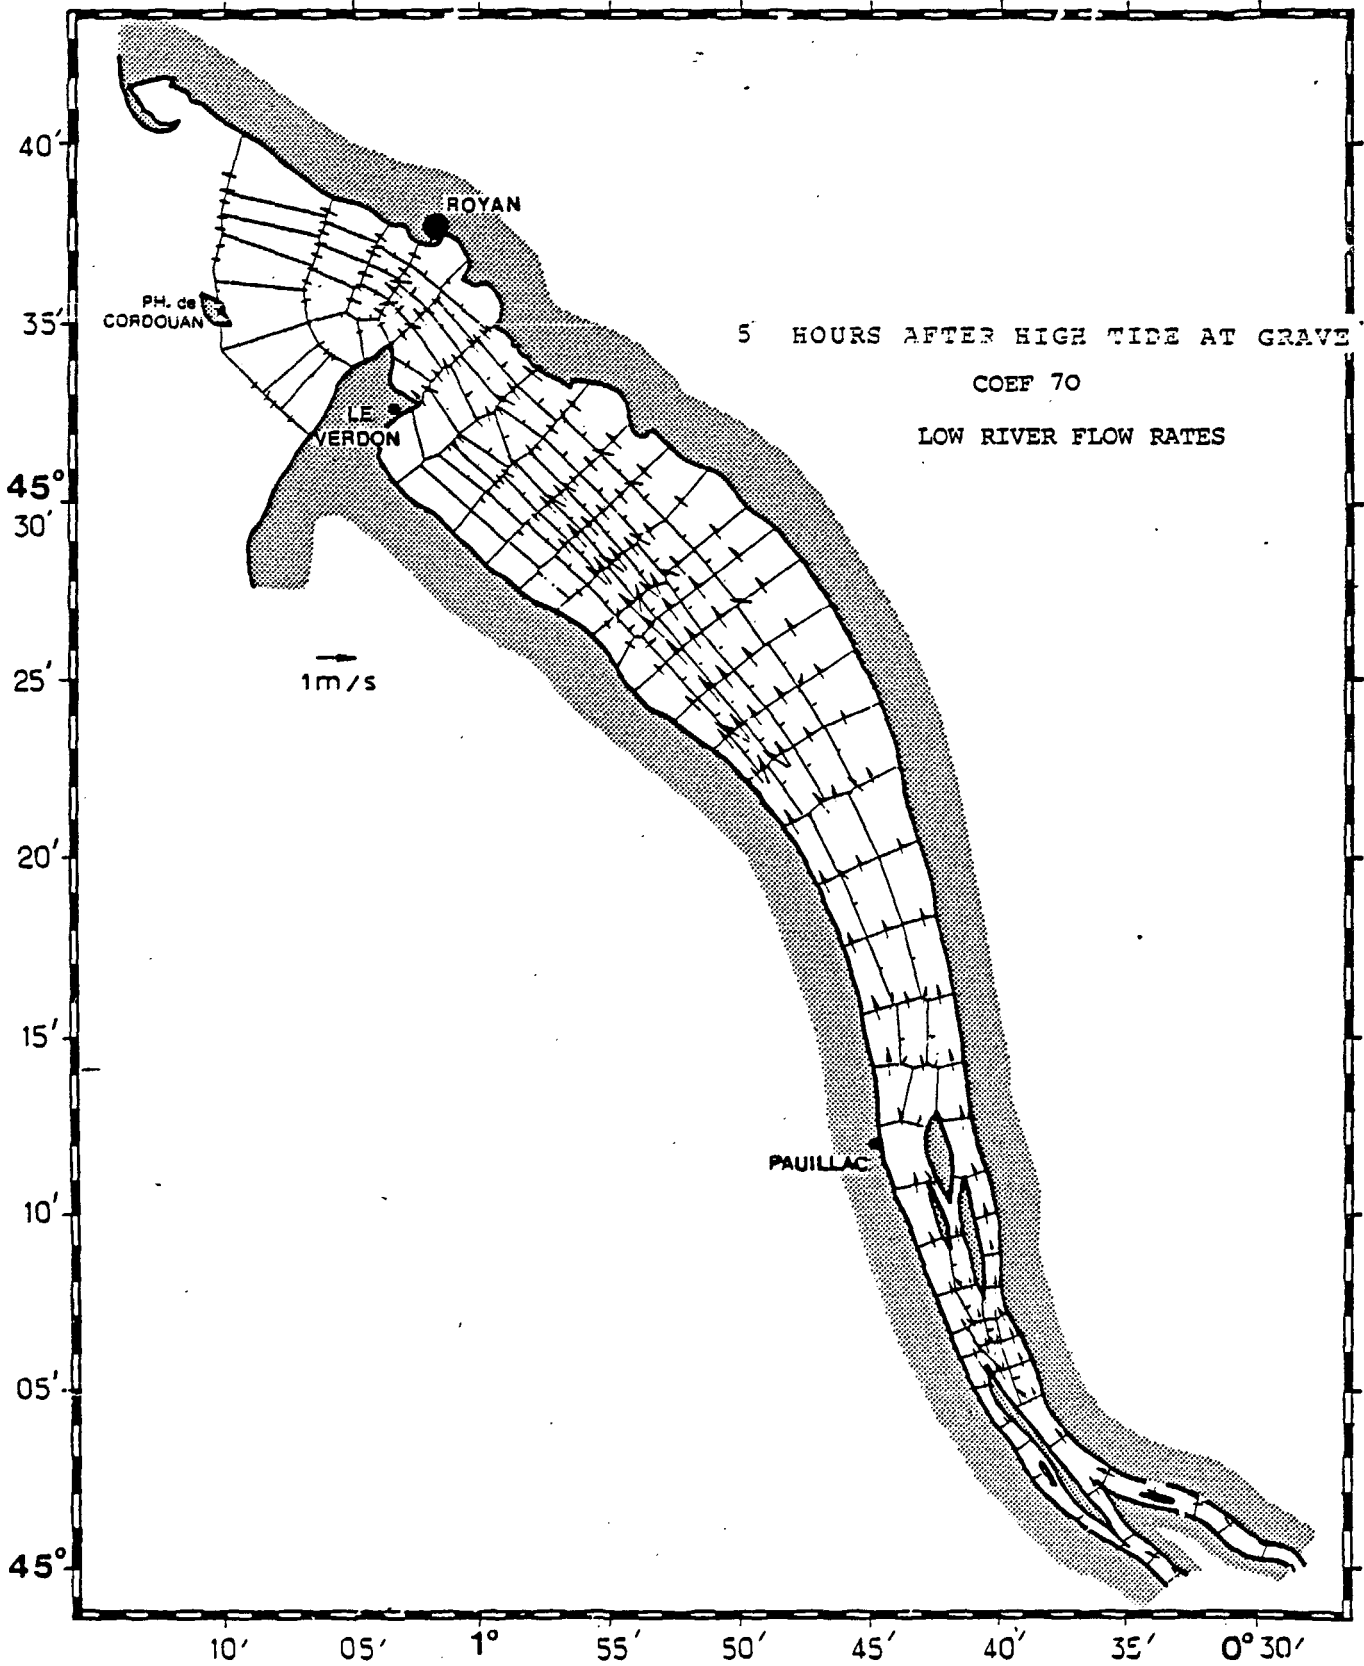 40′
ROYAN
PH. de
CORDOUAN
35′
5 HOURS AFTER HIGH TIDE AT GRAVE
COEF 70
LOW RIVER FLOW RATES
LE
VERDON
45°
30′
25′
1m/s
20′
15′
PAUILLAC
10′
05′
45°
10′ 05′ 1° 55′ 50′ 45′ 40′ 35′ 0°30′